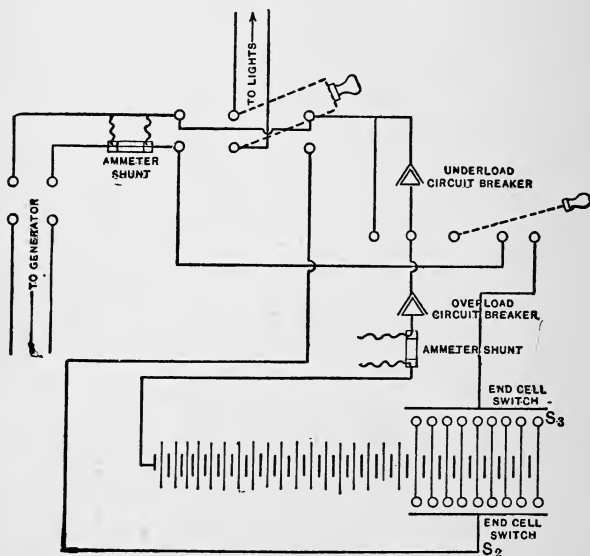 TO LIGHTS
AMMETER
SHUNT
UNDERLOAD
CIRCUIT BREAKER
TO GENERATOR
OVERLOAD
CIRCUIT BREAKER
AMMETER SHUNT
END CELL
SWITCH
S3
END CELL
SWITCH
S2